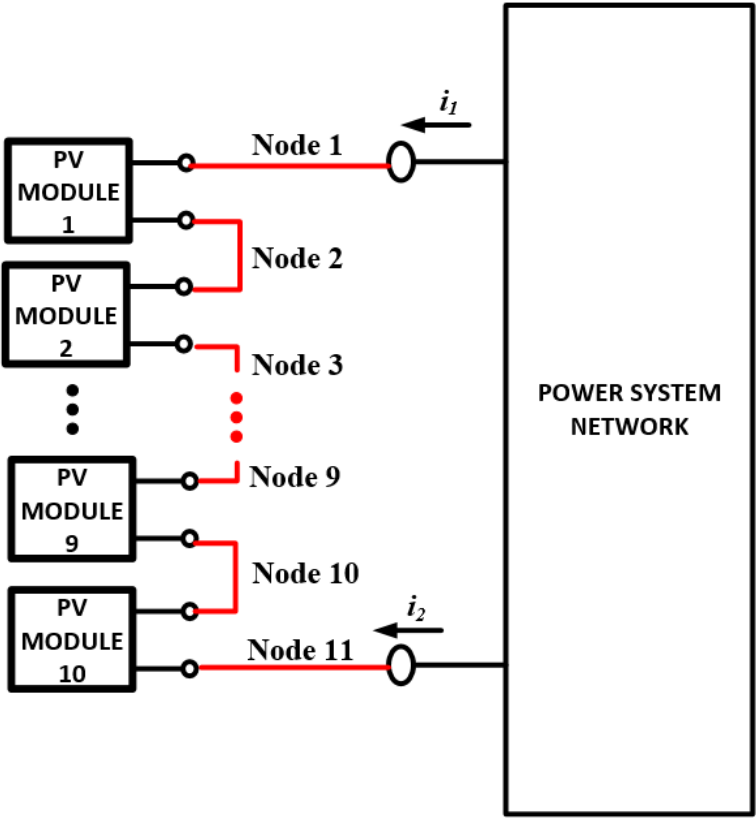 i1
Node 1
PV
MODULE
1
Node 2
PV
MODULE
2
Node 3
POWER SYSTEM
NETWORK
PV
MODULE
9
Node 9
Node 10
PV
MODULE
10
i2
Node 11